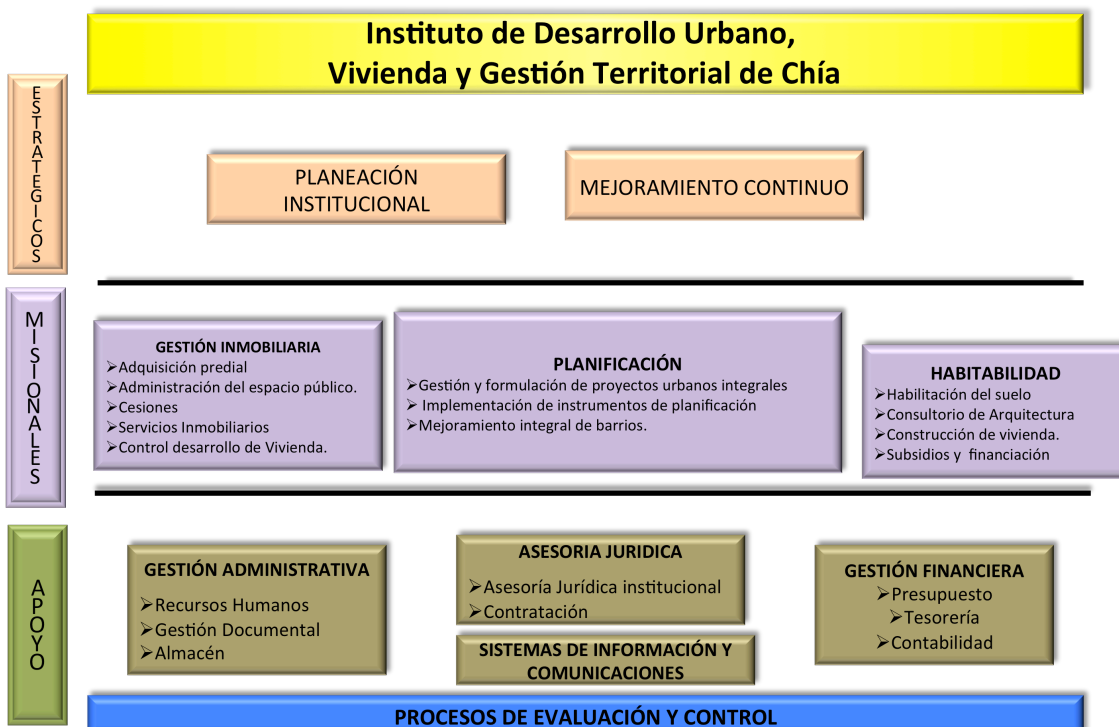 Instituto de Desarrollo Urbano,
Vivienda y Gestión Territorial de Chía
ESTRATEGICOS
PLANEACIÓN
INSTITUCIONAL
MEJORAMIENTO CONTINUO
MISIONALES
GESTIÓN INMOBILIARIA
➢Adquisición predial
➢Administración del espacio público.
➢Cesiones
➢Servicios Inmobiliarios
➢Control desarrollo de Vivienda.
PLANIFICACIÓN
➢Gestión y formulación de proyectos urbanos integrales
➢ Implementación de instrumentos de planificación
➢Mejoramiento integral de barrios.
HABITABILIDAD
➢Habilitación del suelo
➢Consultorio de Arquitectura
➢Construcción de vivienda.
➢Subsidios y financiación
APOYO
GESTIÓN ADMINISTRATIVA
➢Recursos Humanos
➢Gestión Documental
➢Almacén
ASESORIA JURIDICA
➢Asesoría Jurídica institucional
➢Contratación
SISTEMAS DE INFORMACIÓN Y
COMUNICACIONES
GESTIÓN FINANCIERA
➢Presupuesto
➢Tesorería
➢Contabilidad
PROCESOS DE EVALUACIÓN Y CONTROL